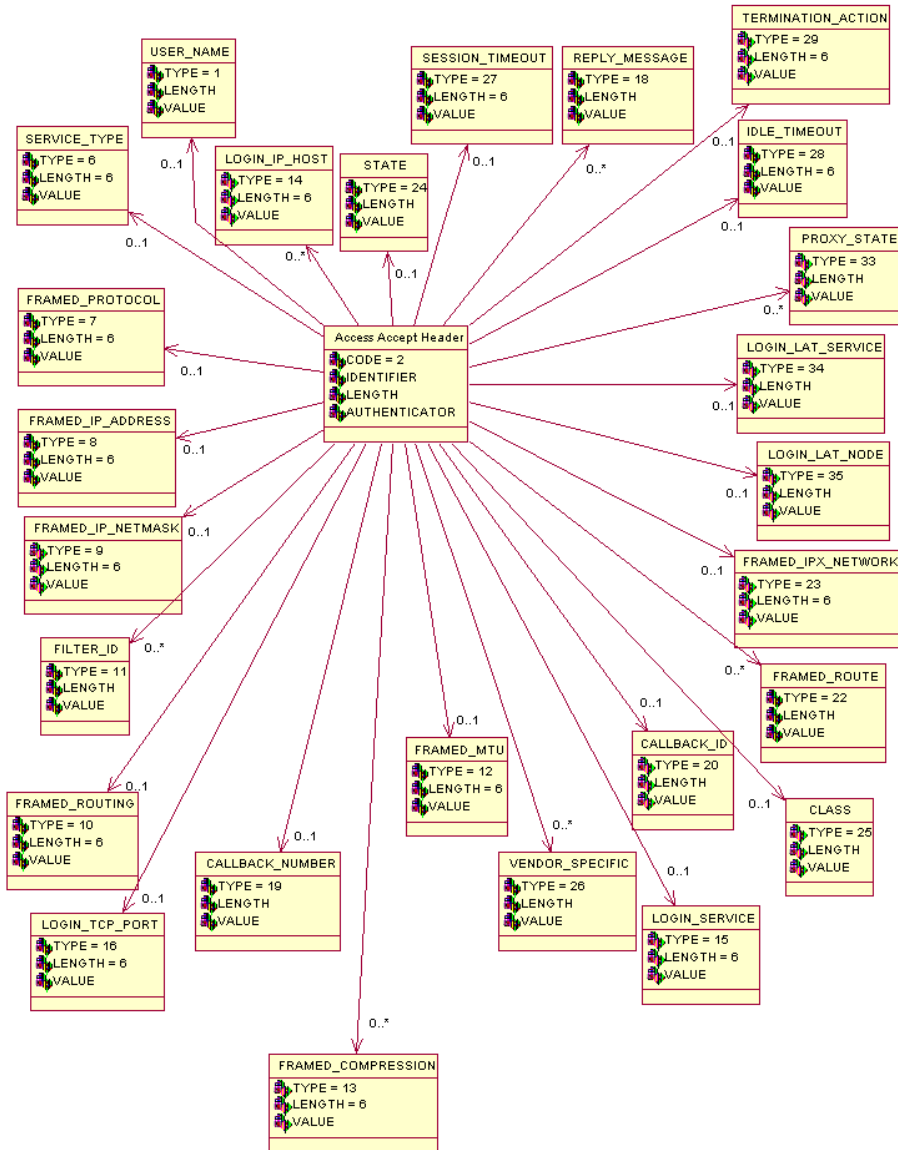 TERMINATION_ACTION
TYPE = 29
LENGTH = 6
VALUE
0..1
USER_NAME
TYPE = 1
LENGTH
VALUE
0..1
SESSION_TIMEOUT
TYPE = 27
LENGTH = 6
VALUE
0..1
REPLY_MESSAGE
TYPE = 18
LENGTH
VALUE
0..*
SERVICE_TYPE
TYPE = 6
LENGTH = 6
VALUE
0..1
LOGIN_IP_HOST
TYPE = 14
LENGTH = 6
VALUE
0..*
STATE
TYPE = 24
LENGTH
VALUE
0..1
IDLE_TIMEOUT
TYPE = 28
LENGTH = 6
VALUE
0..1
PROXY_STATE
TYPE = 33
LENGTH
VALUE
0..*
FRAMED_PROTOCOL
TYPE = 7
LENGTH = 6
VALUE
0..1
Access Accept Header
CODE = 2
IDENTIFIER
LENGTH
AUTHENTICATOR
LOGIN_LAT_SERVICE
TYPE = 34
LENGTH
VALUE
0..1
FRAMED_IP_ADDRESS
TYPE = 8
LENGTH = 6
VALUE
0..1
LOGIN_LAT_NODE
TYPE = 35
LENGTH
VALUE
0..1
FRAMED_IP_NETMASK
TYPE = 9
LENGTH = 6
VALUE
0..1
FRAMED_IPX_NETWORK
TYPE = 23
LENGTH = 6
VALUE
0..1
FILTER_ID
TYPE = 11
LENGTH
VALUE
0..*
FRAMED_ROUTE
TYPE = 22
LENGTH
VALUE
0..*
FRAMED_MTU
TYPE = 12
LENGTH = 6
VALUE
0..1
CALLBACK_ID
TYPE = 20
LENGTH
VALUE
0..1
FRAMED_ROUTING
TYPE = 10
LENGTH = 6
VALUE
0..1
CLASS
TYPE = 25
LENGTH
VALUE
0..1
CALLBACK_NUMBER
TYPE = 19
LENGTH
VALUE
0..1
VENDOR_SPECIFIC
TYPE = 26
LENGTH
VALUE
0..*
LOGIN_TCP_PORT
TYPE = 16
LENGTH = 6
VALUE
0..1
LOGIN_SERVICE
TYPE = 15
LENGTH = 6
VALUE
0..1
FRAMED_COMPRESSION
TYPE = 13
LENGTH = 6
VALUE
0..*